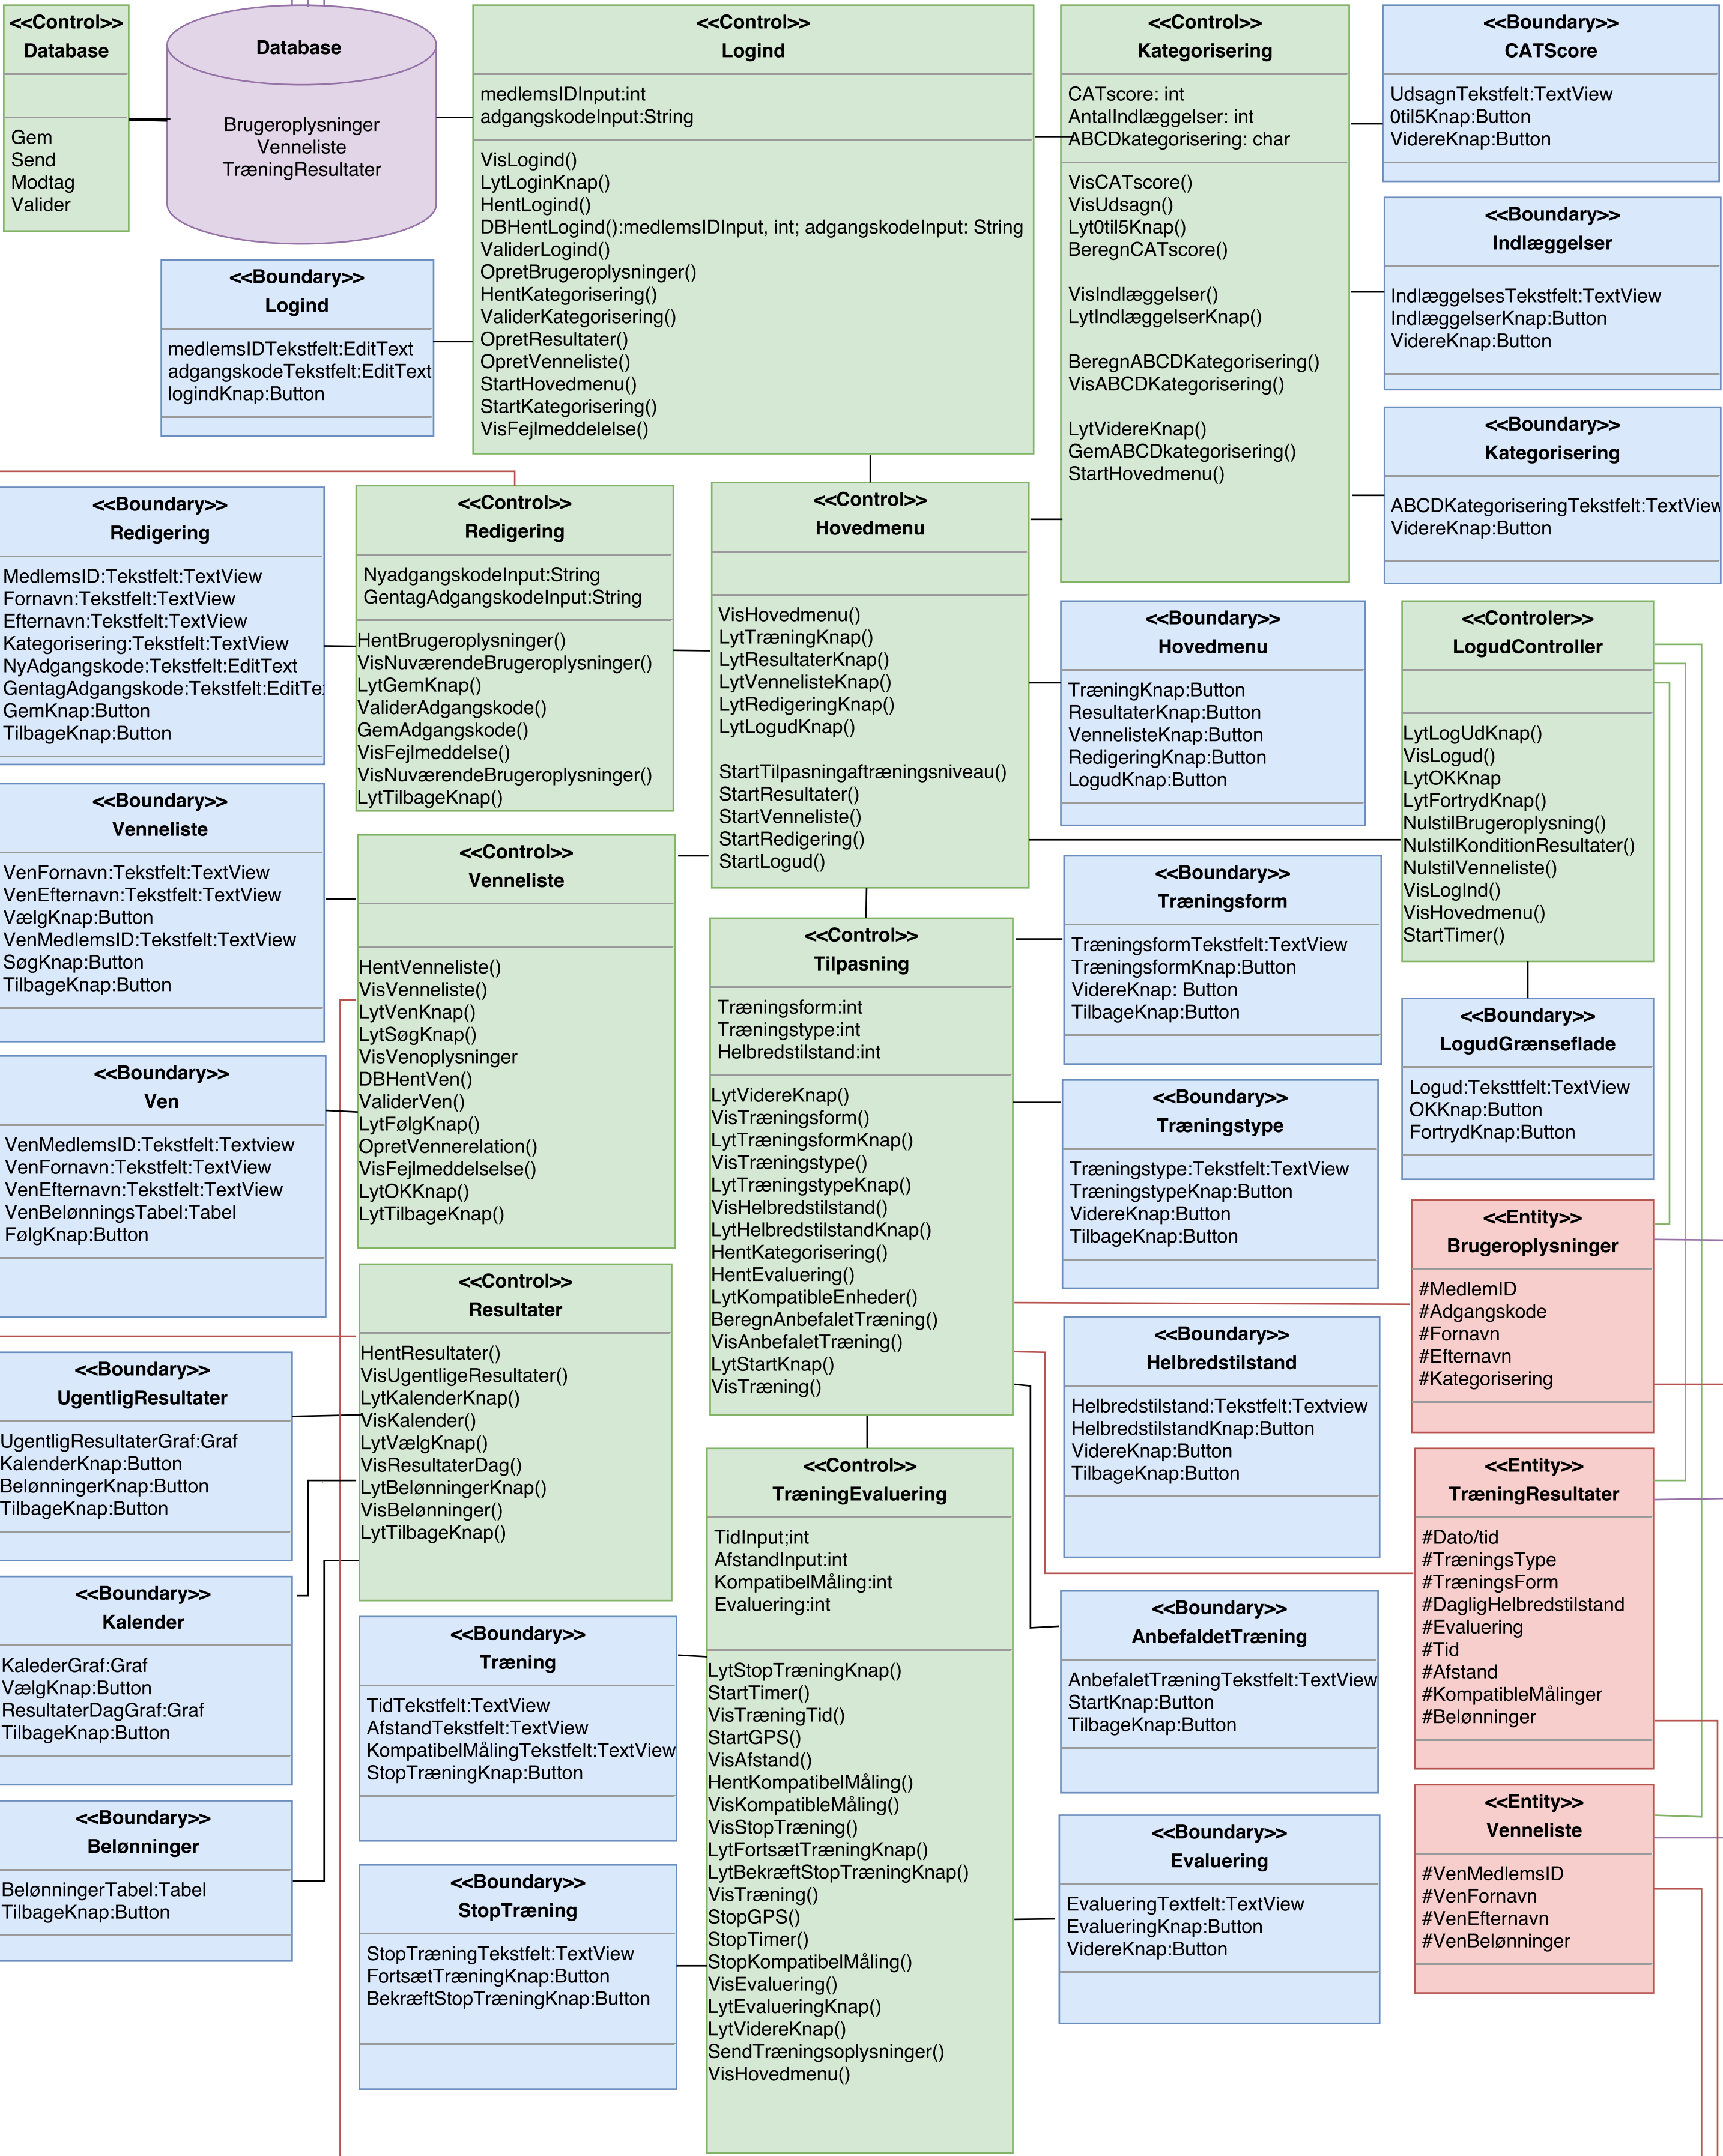 <<Control>>
Database
Gem
Send
Modtag
Valider
Database
Brugeroplysninger
Venneliste
TræningResultater
<<Control>>
Logind
medlemsIDInput:int
adgangskodeInput:String
VisLogind()
LytLoginKnap()
HentLogind()
DBHentLogind():medlemsIDInput, int; adgangskodeInput: String
ValiderLogind()
OpretBrugeroplysninger()
HentKategorisering()
ValiderKategorisering()
OpretResultater()
OpretVenneliste()
StartHovedmenu()
StartKategorisering()
VisFejlmeddelelse()
<<Control>>
Kategorisering
CATscore: int
AntalIndlæggelser: int
ABCDkategorisering: char
VisCATscore()
VisUdsagn()
Lyt0til5Knap()
BeregnCATscore()
VisIndlæggelser()
LytIndlæggelserKnap()
BeregnABCDKategorisering()
VisABCDKategorisering()
LytVidereKnap()
GemABCDkategorisering()
StartHovedmenu()
<<Boundary>>
CATScore
UdsagnTekstfelt:TextView
0til5Knap:Button
VidereKnap:Button
<<Boundary>>
Indlæggelser
IndlæggelsesTekstfelt:TextView
IndlæggelserKnap:Button
VidereKnap:Button
<<Boundary>>
Kategorisering
ABCDKategoriseringTekstfelt:TextView
VidereKnap:Button
<<Boundary>>
Logind
medlemsIDTekstfelt:EditText
adgangskodeTekstfelt:EditText
logindKnap:Button
<<Boundary>>
Redigering
MedlemsID:Tekstfelt:TextView
Fornavn:Tekstfelt:TextView
Efternavn:Tekstfelt:TextView
Kategorisering:Tekstfelt:TextView
NyAdgangskode:Tekstfelt:EditText
GentagAdgangskode:Tekstfelt:EditTe
GemKnap:Button
TilbageKnap:Button
<<Control>>
Redigering
NyadgangskodeInput:String
GentagAdgangskodeInput:String
HentBrugeroplysninger()
VisNuværendeBrugeroplysninger()
LytGemKnap()
ValiderAdgangskode()
GemAdgangskode()
VisFejlmeddelse()
VisNuværendeBrugeroplysninger()
LytTilbageKnap()
<<Control>>
Hovedmenu
VisHovedmenu()
LytTræningKnap()
LytResultaterKnap()
LytVennelisteKnap()
LytRedigeringKnap()
LytLogudKnap()
StartTilpasningaftræningsniveau()
StartResultater()
StartVenneliste()
StartRedigering()
StartLogud()
<<Boundary>>
Hovedmenu
TræningKnap:Button
ResultaterKnap:Button
VennelisteKnap:Button
RedigeringKnap:Button
LogudKnap:Button
<<Controler>>
LogudController
LytLogUdKnap()
VisLogud()
LytOKKnap
LytFortrydKnap()
NulstilBrugeroplysning()
NulstilKonditionResultater()
NulstilVenneliste()
VisLogInd()
VisHovedmenu()
StartTimer()
<<Boundary>>
LogudGrænseflade
Logud:Teksttfelt:TextView
OKKnap:Button
FortrydKnap:Button
<<Boundary>>
Venneliste
VenFornavn:Tekstfelt:TextView
VenEfternavn:Tekstfelt:TextView
VælgKnap:Button
VenMedlemsID:Tekstfelt:TextView
SøgKnap:Button
TilbageKnap:Button
<<Control>>
Venneliste
HentVenneliste()
VisVenneliste()
LytVenKnap()
LytSøgKnap()
VisVenoplysninger
DBHentVen()
ValiderVen()
LytFølgKnap()
OpretVennerelation()
VisFejlmeddelselse()
LytOKKnap()
LytTilbageKnap()
<<Boundary>>
Ven
VenMedlemsID:Tekstfelt:Textview
VenFornavn:Tekstfelt:TextView
VenEfternavn:Tekstfelt:TextView
VenBelønningsTabel:Tabel
FølgKnap:Button
<<Control>>
Tilpasning
Træningsform:int
Træningstype:int
Helbredstilstand:int
LytVidereKnap()
VisTræningsform()
LytTræningsformKnap()
VisTræningstype()
LytTræningstypeKnap()
VisHelbredstilstand()
LytHelbredstilstandKnap()
HentKategorisering()
HentEvaluering()
LytKompatibleEnheder()
BeregnAnbefaletTræning()
VisAnbefaletTræning()
LytStartKnap()
VisTræning()
<<Boundary>>
Træningsform
TræningsformTekstfelt:TextView
TræningsformKnap:Button
VidereKnap: Button
TilbageKnap:Button
<<Boundary>>
Træningstype
Træningstype:Tekstfelt:TextView
TræningstypeKnap:Button
VidereKnap:Button
TilbageKnap:Button
<<Boundary>>
Helbredstilstand
Helbredstilstand:Tekstfelt:Textview
HelbredstilstandKnap:Button
VidereKnap:Button
TilbageKnap:Button
<<Entity>>
Brugeroplysninger
#MedlemID
#Adgangskode
#Fornavn
#Efternavn
#Kategorisering
<<Entity>>
TræningResultater
#Dato/tid
#TræningsType
#TræningsForm
#DagligHelbredstilstand
#Evaluering
#Tid
#Afstand
#KompatibleMålinger
#Belønninger
<<Entity>>
Venneliste
#VenMedlemsID
#VenFornavn
#VenEfternavn
#VenBelønninger
<<Control>>
Resultater
HentResultater()
VisUgentligeResultater()
LytKalenderKnap()
VisKalender()
LytVælgKnap()
VisResultaterDag()
LytBelønningerKnap()
VisBelønninger()
LytTilbageKnap()
<<Boundary>>
UgentligResultater
UgentligResultaterGraf:Graf
KalenderKnap:Button
BelønningerKnap:Button
TilbageKnap:Button
<<Boundary>>
Kalender
KalederGraf:Graf
VælgKnap:Button
ResultaterDagGraf:Graf
TilbageKnap:Button
<<Boundary>>
Belønninger
BelønningerTabel:Tabel
TilbageKnap:Button
<<Boundary>>
Træning
TidTekstfelt:TextView
AfstandTekstfelt:TextView
KompatibelMålingTekstfelt:TextView
StopTræningKnap:Button
<<Boundary>>
StopTræning
StopTræningTekstfelt:TextView
FortsætTræningKnap:Button
BekræftStopTræningKnap:Button
<<Control>>
TræningEvaluering
TidInput;int
AfstandInput:int
KompatibelMåling:int
Evaluering:int
LytStopTræningKnap()
StartTimer()
VisTræningTid()
StartGPS()
VisAfstand()
HentKompatibelMåling()
VisKompatibleMåling()
VisStopTræning()
LytFortsætTræningKnap()
LytBekræftStopTræningKnap()
VisTræning()
StopGPS()
StopTimer()
StopKompatibelMåling()
VisEvaluering()
LytEvalueringKnap()
LytVidereKnap()
SendTræningsoplysninger()
VisHovedmenu()
<<Boundary>>
AnbefaldetTræning
AnbefaletTræningTekstfelt:TextView
StartKnap:Button
TilbageKnap:Button
<<Boundary>>
Evaluering
EvalueringTextfelt:TextView
EvalueringKnap:Button
VidereKnap:Button